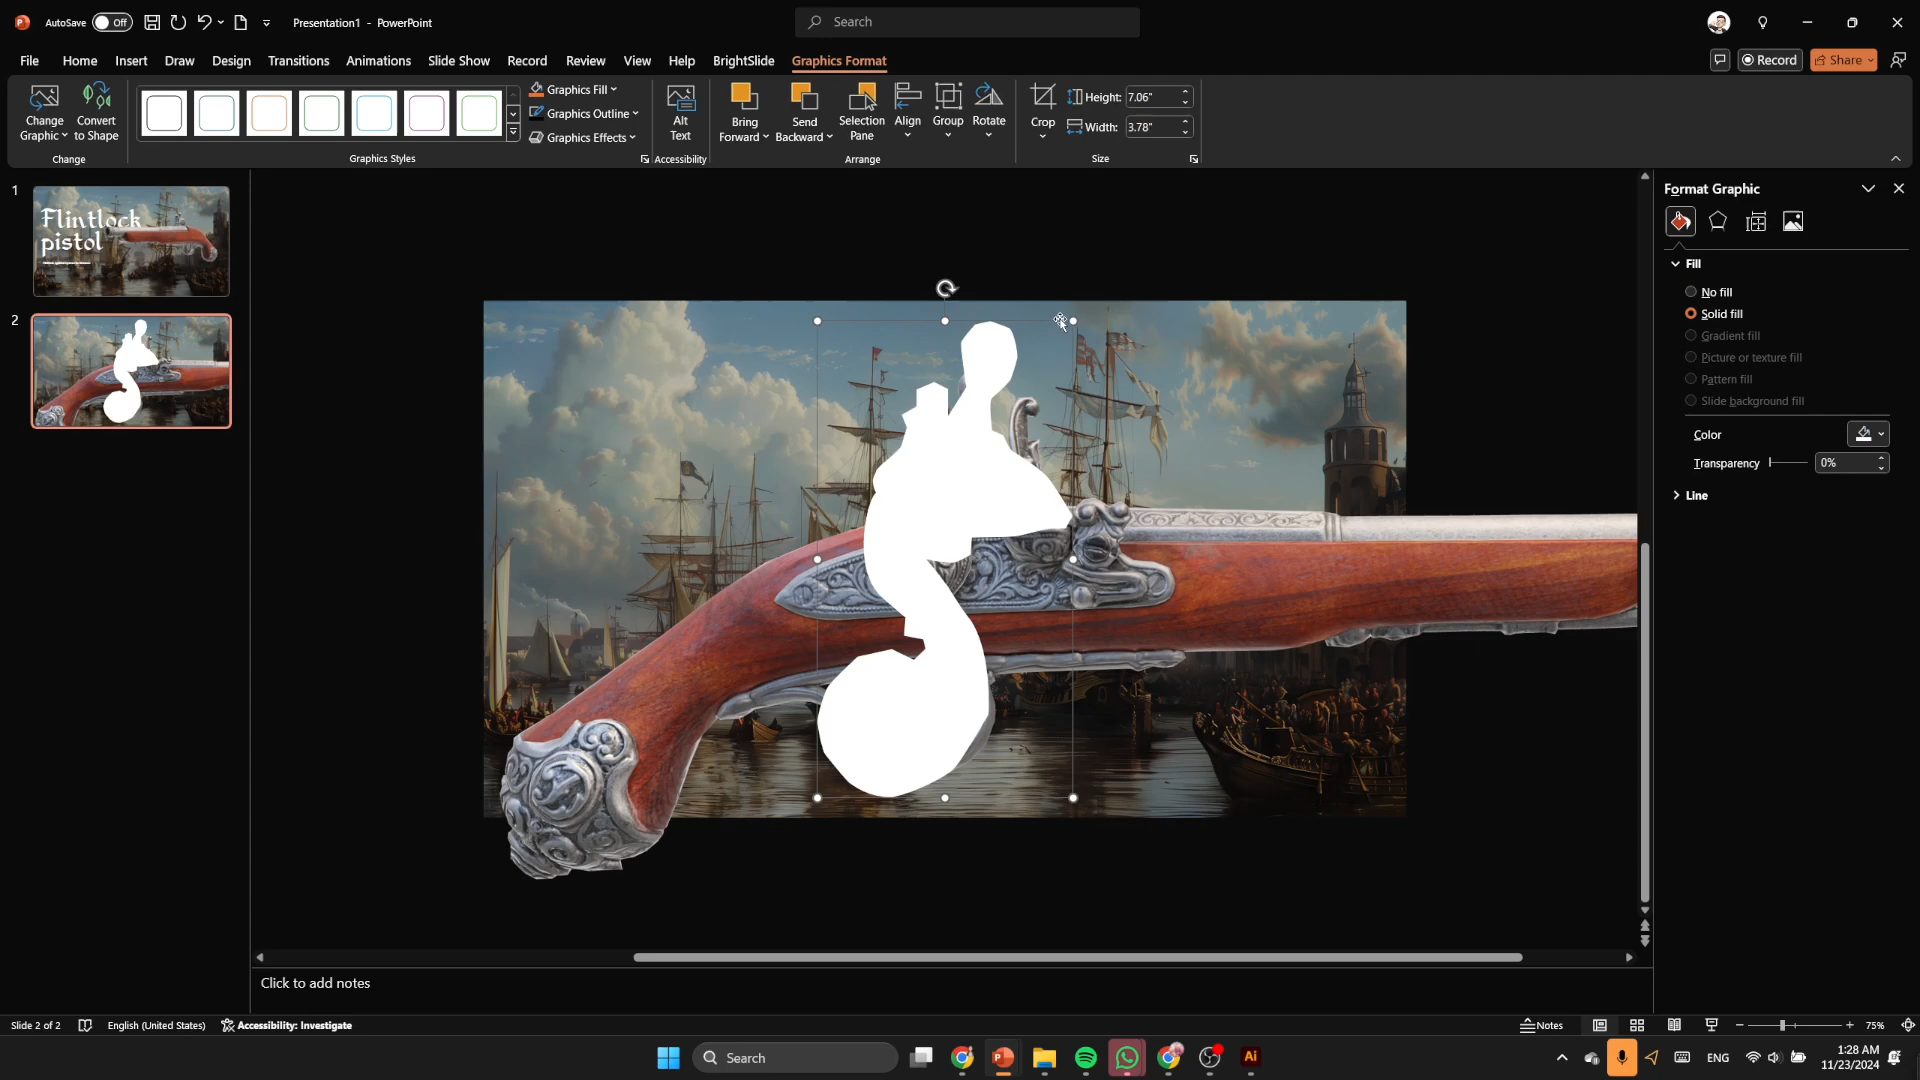 AutoSave Off Presentation1 - PowerPoint Search
File Home Insert Draw Design Transitions Animations Slide Show Record Review View Help BrightSlide Graphics Format Record Share
Change Graphic
Convert to Shape
Change
Graphics Fill
Graphics Outline
Graphics Effects
Graphics Styles
Alt Text
Accessibility
Bring Forward
Send Backward
Selection Pane
Align
Group
Rotate
Arrange
Crop
Height: 7.06"
Width: 3.78"
Size
1
Flintlock
pistol
2
Format Graphic
Fill
No fill
Solid fill
Gradient fill
Picture or texture fill
Pattern fill
Slide background fill
Color
Transparency 0%
Line
Click to add notes
Slide 2 of 2 English (United States) Accessibility: Investigate Notes 75%
Search
Ai
ENG
1:28 AM
11/23/2024